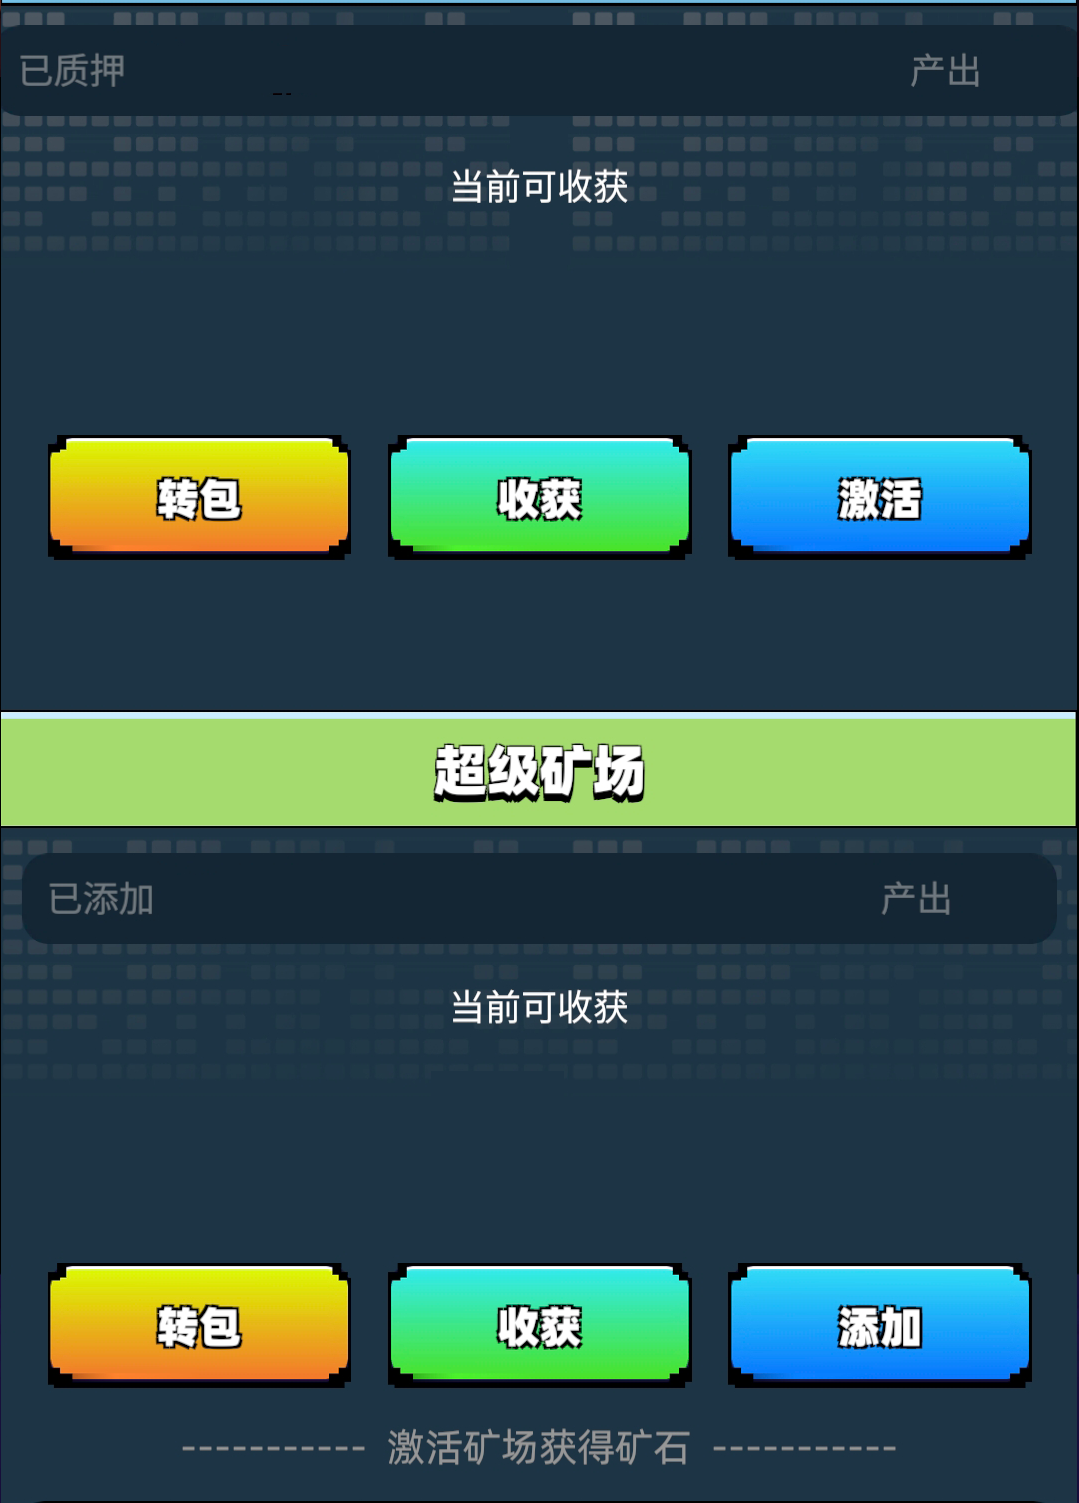 已质押 产出
当前可收获
转包 收获 激活
超级矿场
已添加 产出
当前可收获
转包 收获 添加
----------- 激活矿场获得矿石 -----------